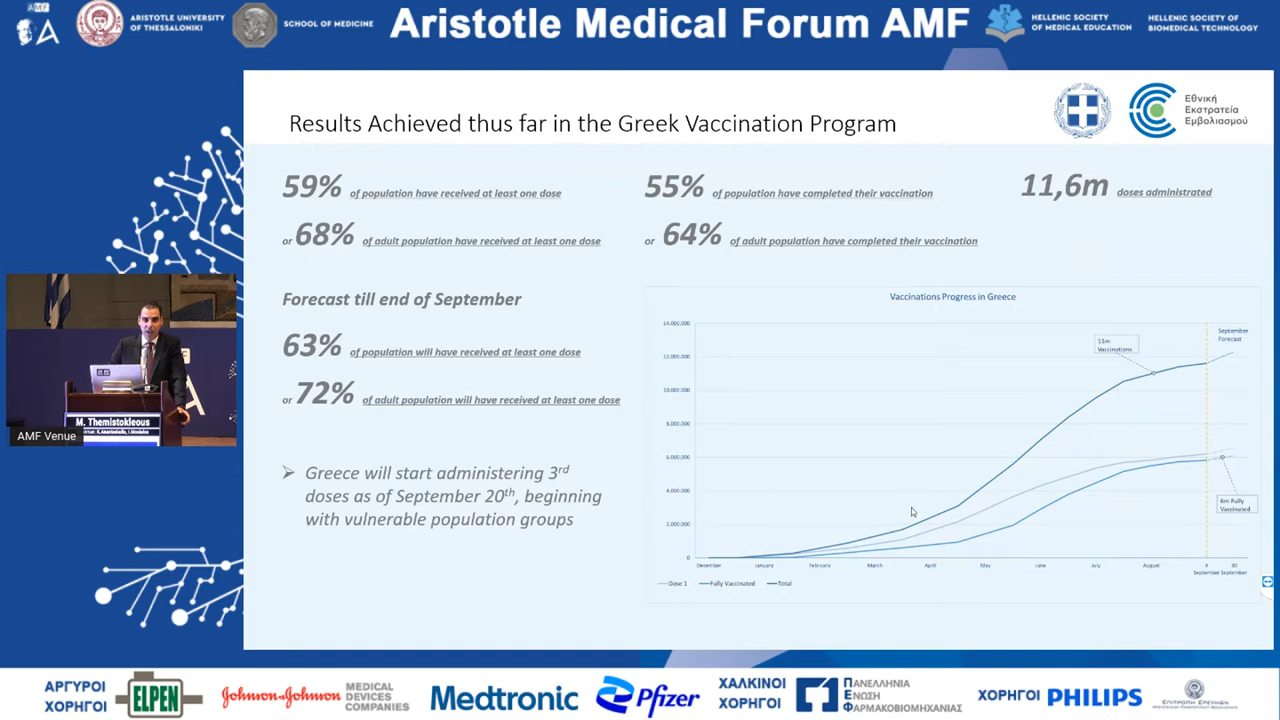 AMF
ARISTOTLE UNIVERSITY
OF THESSALONIKI
SCHOOL OF MEDICINE
Aristotle Medical Forum AMF
HELLENIC SOCIETY
OF MEDICAL EDUCATION
HELLENIC SOCIETY OF
BIOMEDICAL TECHNOLOGY
Results Achieved thus far in the Greek Vaccination Program
Εθνική
Εκστρατεία
Εμβολιασμού
59% of population have received at least one dose
55% of population have completed their vaccination
11,6m doses administrated
or 68% of adult population have received at least one dose
or 64% of adult population have completed their vaccination
Forecast till end of September
63% of population will have received at least one dose
or 72% of adult population will have received at least one dose
➢ Greece will start administering 3rd
doses as of September 20th, beginning
with vulnerable population groups
Vaccinations Progress in Greece
14.000.000
12.000.000
10.000.000
8.000.000
6.000.000
4.000.000
2.000.000
0
11m
Vaccinations
September
Forecast
6m Fully
Vaccinated
December January February March April May June July August 9 30
September September
Dose 1 Fully Vaccinated Total
M. Themistokleous
AMF Venue
ΑΡΓΥΡΟΙ
ΧΟΡΗΓΟΙ
ELPEN
Johnson & Johnson
MEDICAL
DEVICES
COMPANIES
Medtronic
Pfizer
ΧΑΛΚΙΝΟΙ
ΧΟΡΗΓΟΙ
ΠΑΝΕΛΛΗΝΙΑ
ΕΝΩΣΗ
ΦΑΡΜΑΚΟΒΙΟΜΗΧΑΝΙΑΣ
ΧΟΡΗΓΟΙ
PHILIPS
ΕΠΙΤΡΟΠΗ ΕΡΕΥΝΩΝ